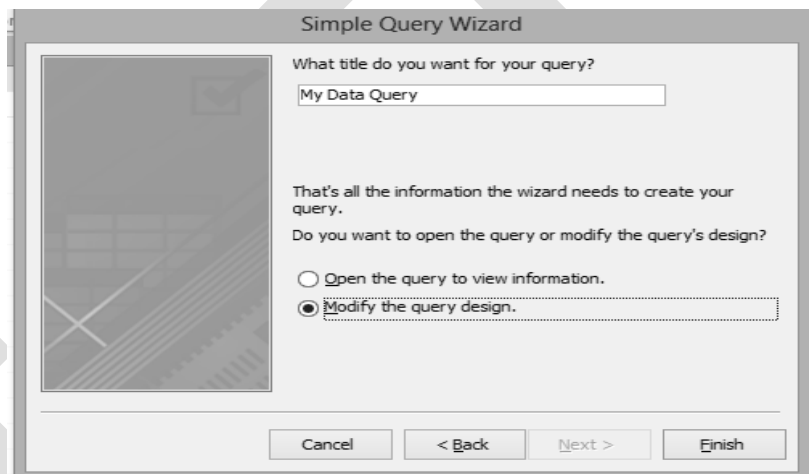 Simple Query Wizard
What title do you want for your query?
My Data Query
That's all the information the wizard needs to create your
query.
Do you want to open the query or modify the query's design?
Open the query to view information.
Modify the query design.
Cancel
< Back
Next >
Finish